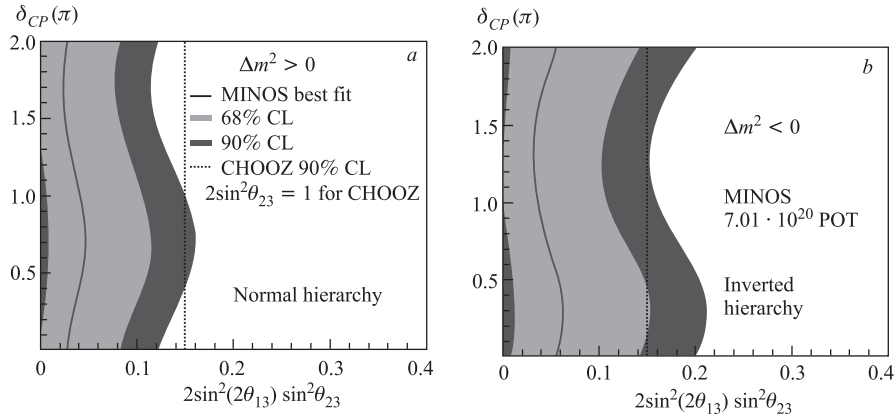 δ_CP (π)
2.0
1.5
1.0
0.5
0
0.1
0.2
0.3
0.4
2sin²(2θ₁₃) sin²θ₂₃
a
Δm² > 0
MINOS best fit
68% CL
90% CL
CHOOZ 90% CL
2sin²θ₂₃ = 1 for CHOOZ
Normal hierarchy
δ_CP (π)
2.0
1.5
1.0
0.5
0
0.1
0.2
0.3
0.4
2sin²(2θ₁₃) sin²θ₂₃
b
Δm² < 0
MINOS
7.01 · 10²⁰ POT
Inverted
hierarchy